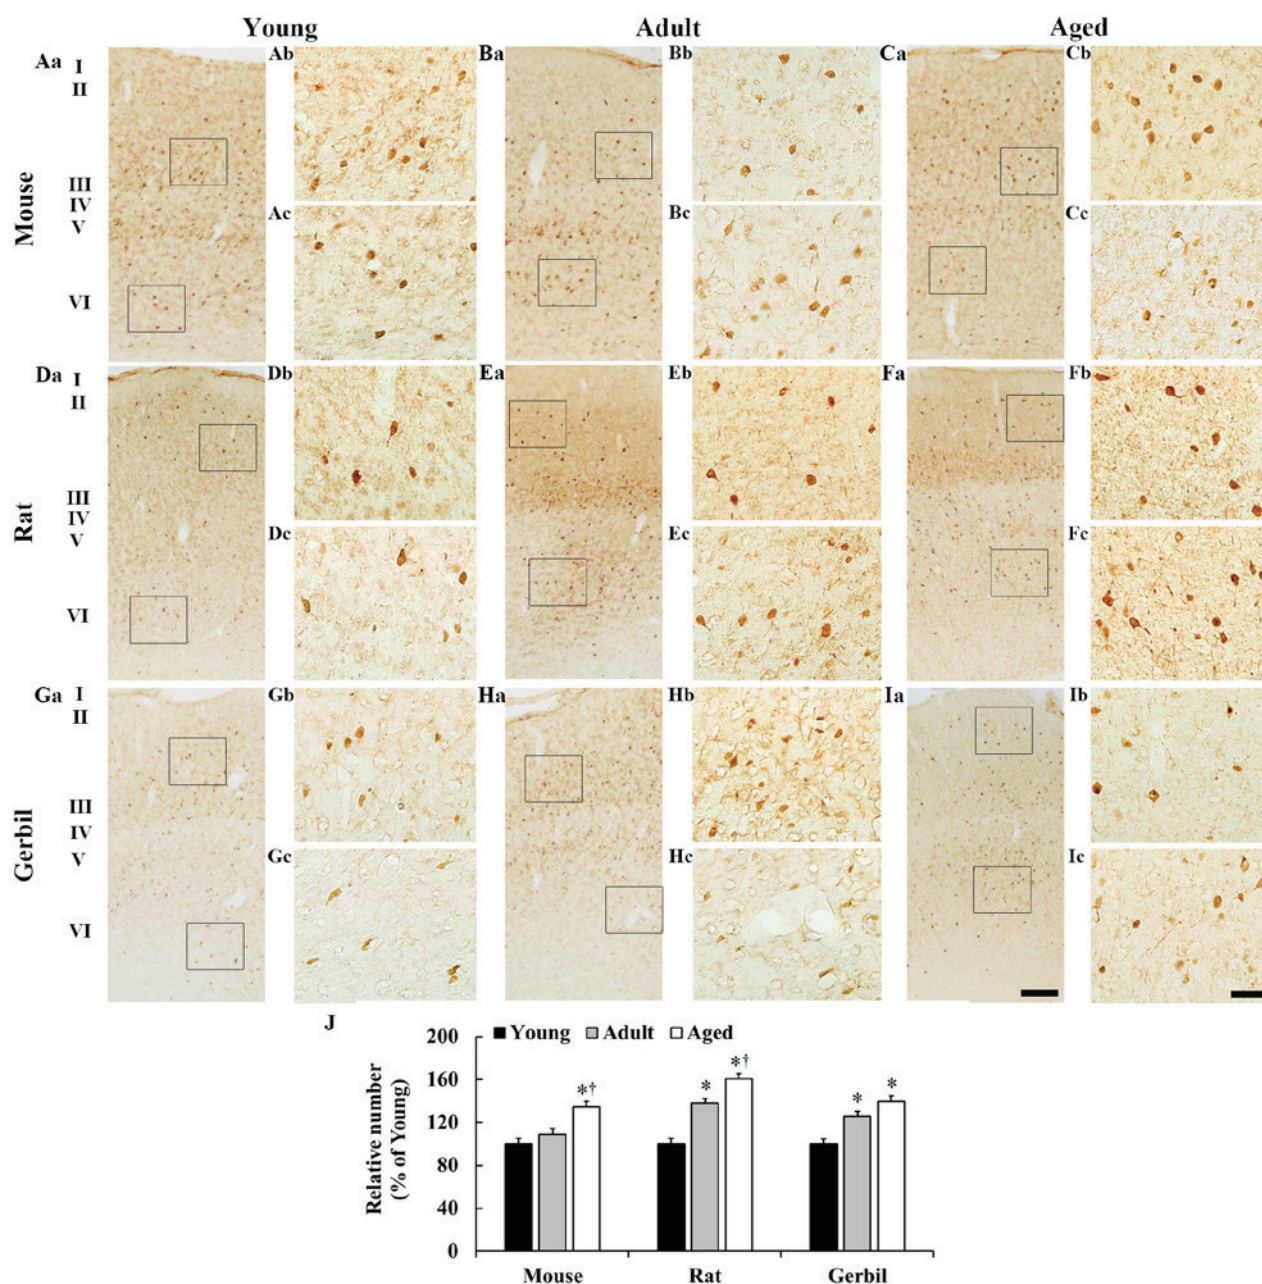 Young Adult Aged
Aa I Ab Ba Bb Ca Cb
II
Mouse
III
IV
V Ac Bc Cc
VI
Da I Db Ea Eb Fa Fb
II
Rat
III
IV
V Dc Ec Fc
VI
Ga I Gb Ha Hb Ia Ib
II
Gerbil
III
IV
V Gc Hc Ic
VI
J
Young Adult Aged
Relative number
(% of Young)
200
160
120
80
40
0
*† * *† * *
Mouse Rat Gerbil